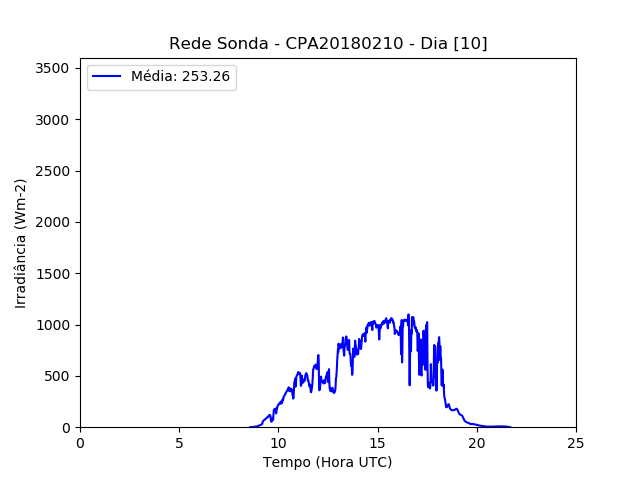 Rede Sonda - CPA20180210 - Dia [10]
Média: 253.26
3500
3000
2500
2000
1500
1000
500
0
Irradiância (Wm-2)
0 5 10 15 20 25
Tempo (Hora UTC)